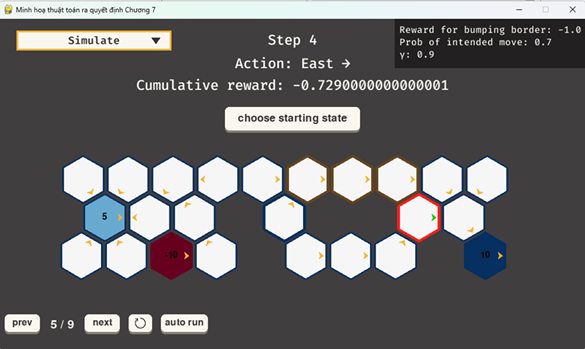 Minh hoạ thuật toán ra quyết định Chương 7
Simulate
Step 4
Action: East →
Cumulative reward: -0.7290000000000001
Reward for bumping border: -1.0
Prob of intended move: 0.7
γ: 0.9
choose starting state
5
-10
10
prev
5 / 9
next
auto run